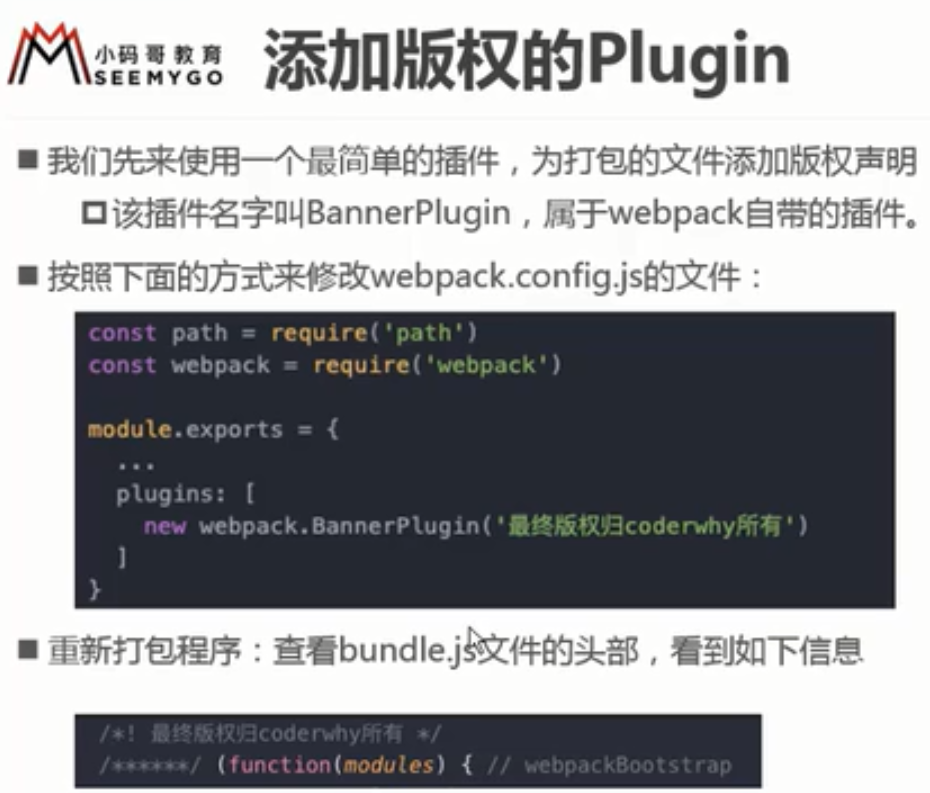 小码哥教育
SEEMYGO
添加版权的Plugin
■ 我们先来使用一个最简单的插件，为打包的文件添加版权声明
该插件名字叫BannerPlugin，属于webpack自带的插件。
■ 按照下面的方式来修改webpack.config.js的文件：
const path = require('path')
const webpack = require('webpack')
module.exports = {
...
plugins: [
new webpack.BannerPlugin('最终版权归coderwhy所有')
]
}
■ 重新打包程序：查看bundle.js文件的头部，看到如下信息
/*! 最终版权归coderwhy所有 */
/******/ (function(modules) { // webpackBootstrap